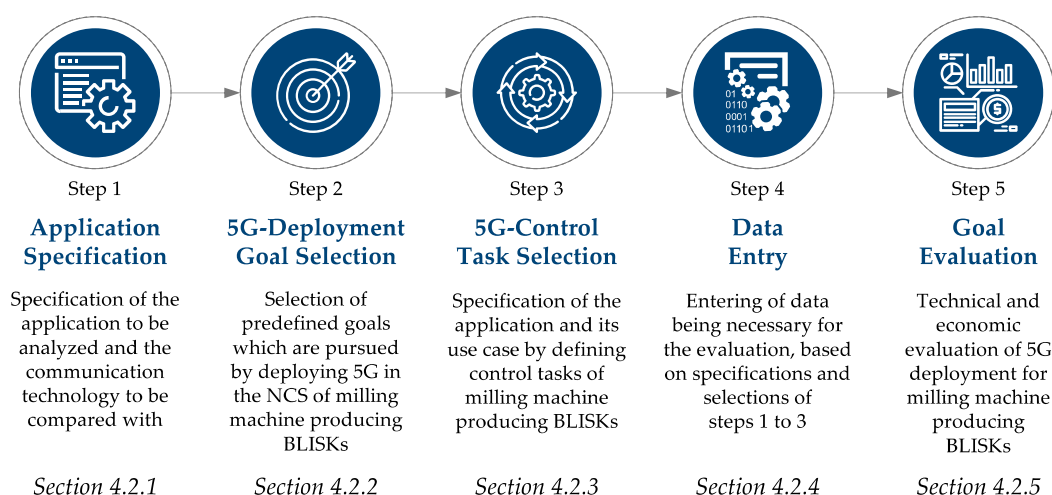 Step 1
Application
Specification
Specification of the
application to be
analyzed and the
communication
technology to be
compared with
Section 4.2.1
Step 2
5G-Deployment
Goal Selection
Selection of
predefined goals
which are pursued
by deploying 5G in
the NCS of milling
machine producing
BLISKs
Section 4.2.2
Step 3
5G-Control
Task Selection
Specification of the
application and its
use case by defining
control tasks of
milling machine
producing BLISKs
Section 4.2.3
01
0110
0001
01101
Step 4
Data
Entry
Entering of data
being necessary for
the evaluation, based
on specifications and
selections of
steps 1 to 3
Section 4.2.4
$
Step 5
Goal
Evaluation
Technical and
economic
evaluation of 5G
deployment for
milling machine
producing
BLISKs
Section 4.2.5